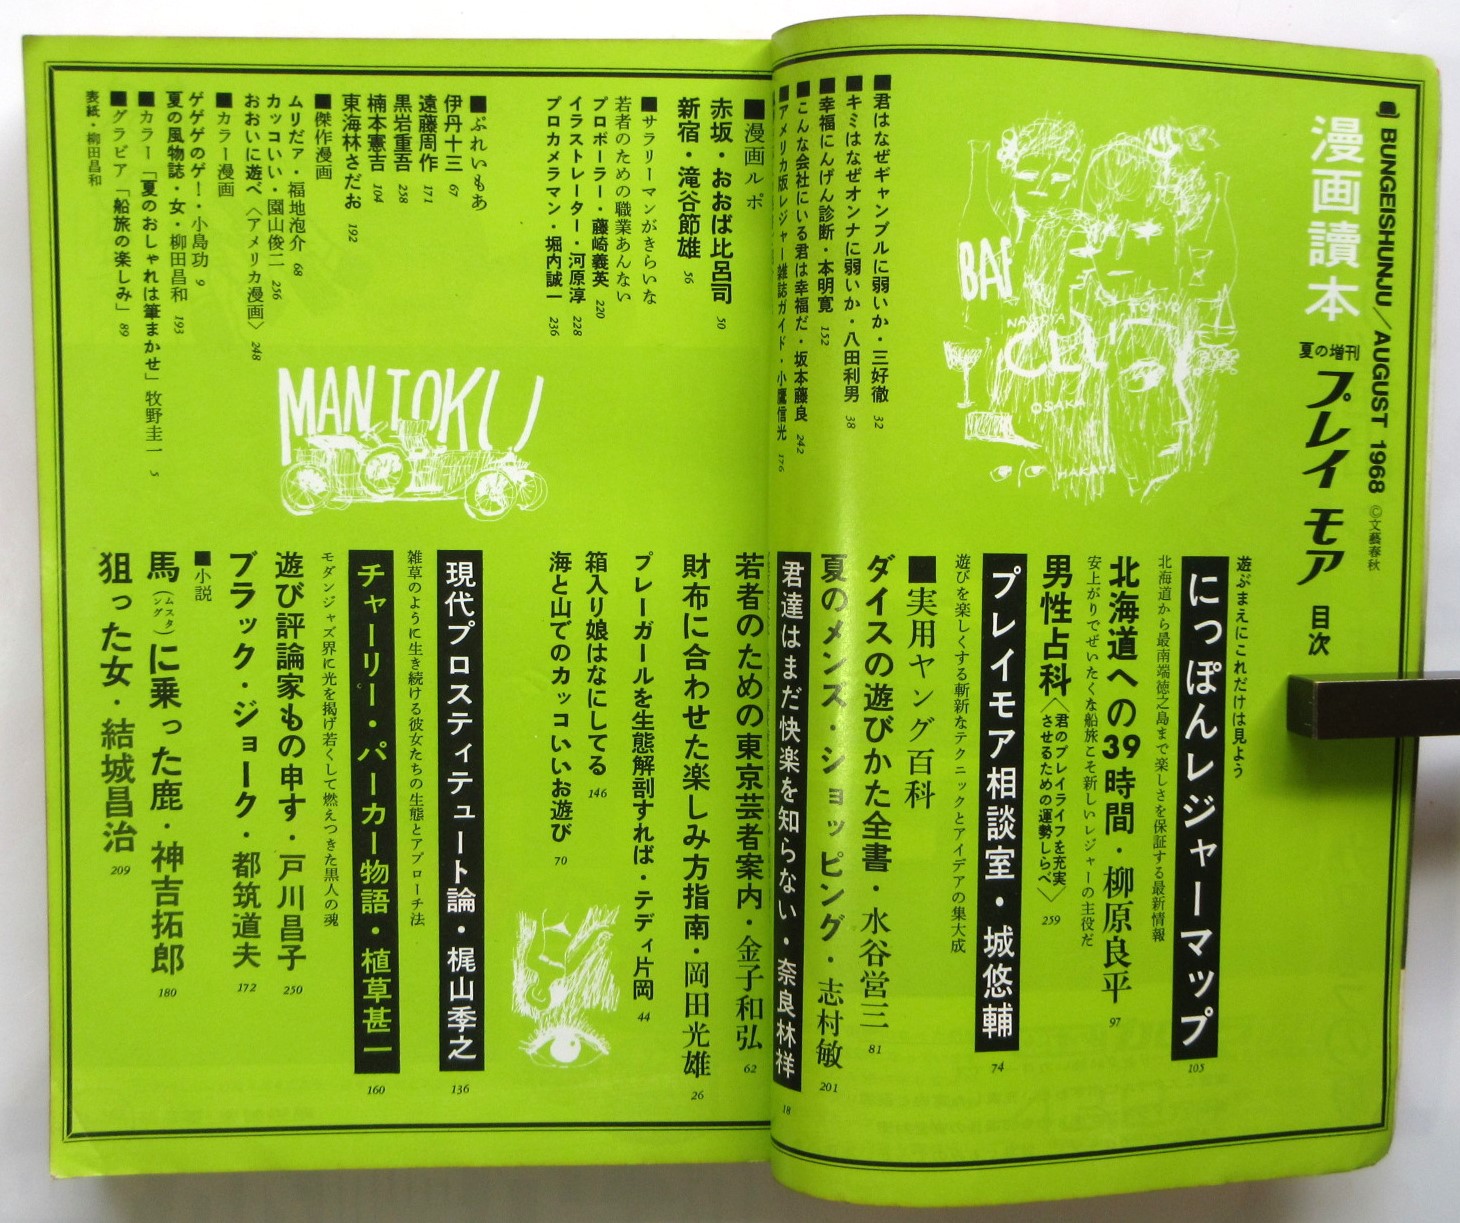 BUNGEISHUNJU/AUGUST 1968 ©文藝春秋
漫画讀本
夏の増刊
プレイモア
目次
BAR
NAGOYA
TOKYO
CLU
OSAKA
HAKATA
遊ぶまえにこれだけは見よう
にっぽんレジャーマップ 105
北海道から最南端徳之島まで楽しさを保証する最新情報
北海道への39時間・柳原良平 97
安上がりでぜいたくな船旅こそ新しいレジャーの主役だ
男性占科〈君のプレイライフを充実させるための運勢しらべ〉 259
プレイモア相談室・城悠輔 74
遊びを楽しくする斬新なテクニックとアイデアの集大成
■実用ヤング百科
ダイスの遊びかた全書・水谷営三 81
夏のメンズ・ショッピング・志村敏 201
君達はまだ快楽を知らない・奈良林祥 18
若者のための東京芸者案内・金子和弘 62
財布に合わせた楽しみ方指南・岡田光雄 26
プレーガールを生態解剖すれば・テディ片岡 44
箱入り娘はなにしてる 146
海と山でのカッコいいお遊び 70
現代プロスティテュート論・梶山季之 136
雑草のように生き続ける彼女たちの生態とアプローチ法
チャーリー・パーカー物語・植草甚一 160
モダンジャズ界に光を掲げ若くして燃えつきた黒人の魂
遊び評論家もの申す・戸川昌子 250
ブラック・ジョーク・都筑道夫 172
■小説
馬(ムスタング)に乗った鹿・神吉拓郎 180
狙った女・結城昌治 209
■君はなぜギャンブルに弱いか・三好徹 32
■キミはなぜオンナに弱いか・八田利男 38
■幸福にんげん診断・本明寛 152
■こんな会社にいる君は幸福だ・坂本藤良 242
■アメリカ版レジャー雑誌ガイド・小鷹信光 176
■漫画ルポ
赤坂・おおば比呂司 50
新宿・滝谷節雄 56
■サラリーマンがきらいな
若者のための職業あんない
プロボーラー・藤崎義英 220
イラストレーター・河原淳 228
プロカメラマン・堀内誠一 236
MANTOKU
■ぷれいもあ
伊丹十三 67
遠藤周作 171
黒岩重吾 258
楠本憲吉 104
東海林さだお 192
■傑作漫画
ムリだァ・福地泡介 68
カッコいい・園山俊二 256
おおいに遊べ〈アメリカ漫画〉 248
■カラー漫画
ゲゲゲのゲ!・小島功 9
夏の風物誌・女・柳田昌和 193
■カラー「夏のおしゃれは筆まかせ」牧野圭一 5
■グラビア「船旅の楽しみ」 89
表紙・柳田昌和